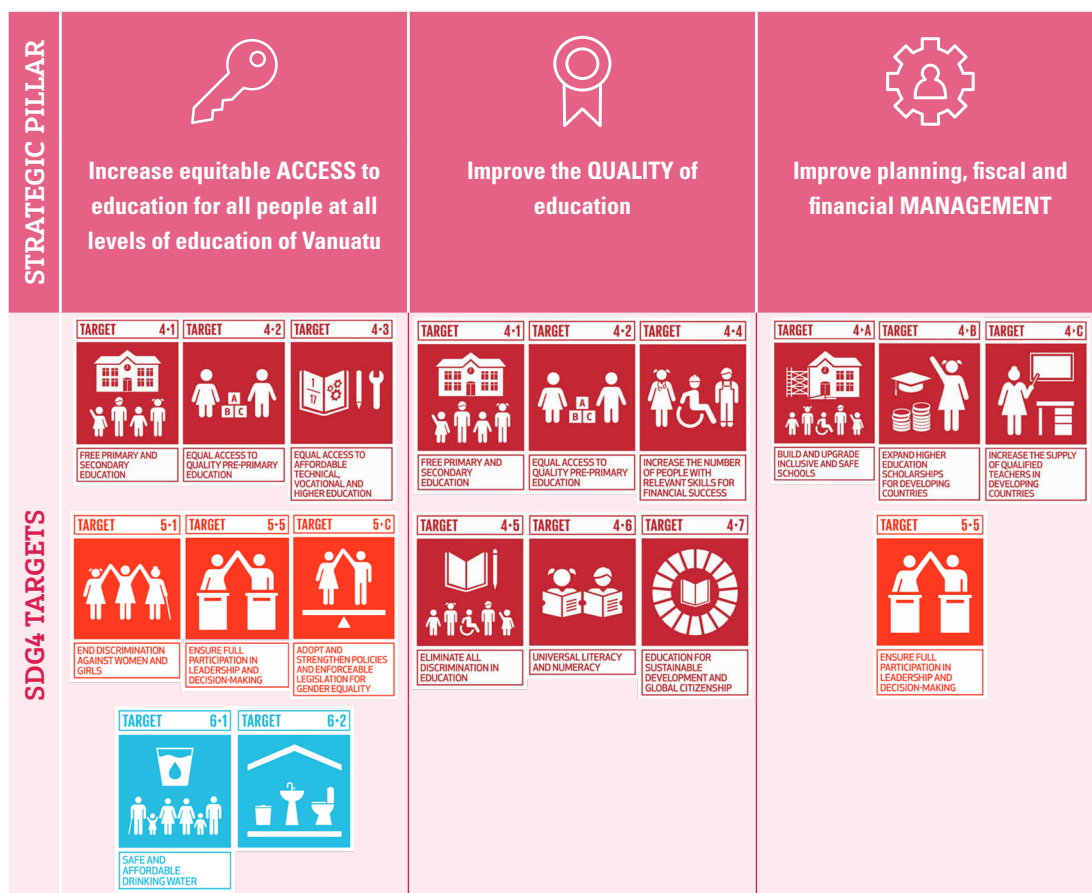 STRATEGIC PILLAR
Increase equitable ACCESS to
education for all people at all
levels of education of Vanuatu
Improve the QUALITY of
education
Improve planning, fiscal and
financial MANAGEMENT
SDG4 TARGETS
TARGET 4·1
FREE PRIMARY AND
SECONDARY
EDUCATION
TARGET 4·2
A
B C
EQUAL ACCESS TO
QUALITY PRE-PRIMARY
EDUCATION
TARGET 4·3
1
17
EQUAL ACCESS TO
AFFORDABLE
TECHNICAL,
VOCATIONAL AND
HIGHER EDUCATION
TARGET 5·1
END DISCRIMINATION
AGAINST WOMEN AND
GIRLS
TARGET 5·5
ENSURE FULL
PARTICIPATION IN
LEADERSHIP AND
DECISION-MAKING
TARGET 5·C
ADOPT AND
STRENGTHEN POLICIES
AND ENFORCEABLE
LEGISLATION FOR
GENDER EQUALITY
TARGET 6·1
SAFE AND
AFFORDABLE
DRINKING WATER
TARGET 6·2
TARGET 4·1
FREE PRIMARY AND
SECONDARY
EDUCATION
TARGET 4·2
A
B C
EQUAL ACCESS TO
QUALITY PRE-PRIMARY
EDUCATION
TARGET 4·4
INCREASE THE NUMBER
OF PEOPLE WITH
RELEVANT SKILLS FOR
FINANCIAL SUCCESS
TARGET 4·5
ELIMINATE ALL
DISCRIMINATION IN
EDUCATION
TARGET 4·6
UNIVERSAL LITERACY
AND NUMERACY
TARGET 4·7
EDUCATION FOR
SUSTAINABLE
DEVELOPMENT AND
GLOBAL CITIZENSHIP
TARGET 4·A
BUILD AND UPGRADE
INCLUSIVE AND SAFE
SCHOOLS
TARGET 4·B
EXPAND HIGHER
EDUCATION
SCHOLARSHIPS
FOR DEVELOPING
COUNTRIES
TARGET 4·C
INCREASE THE SUPPLY
OF QUALIFIED
TEACHERS IN
DEVELOPING
COUNTRIES
TARGET 5·5
ENSURE FULL
PARTICIPATION IN
LEADERSHIP AND
DECISION-MAKING